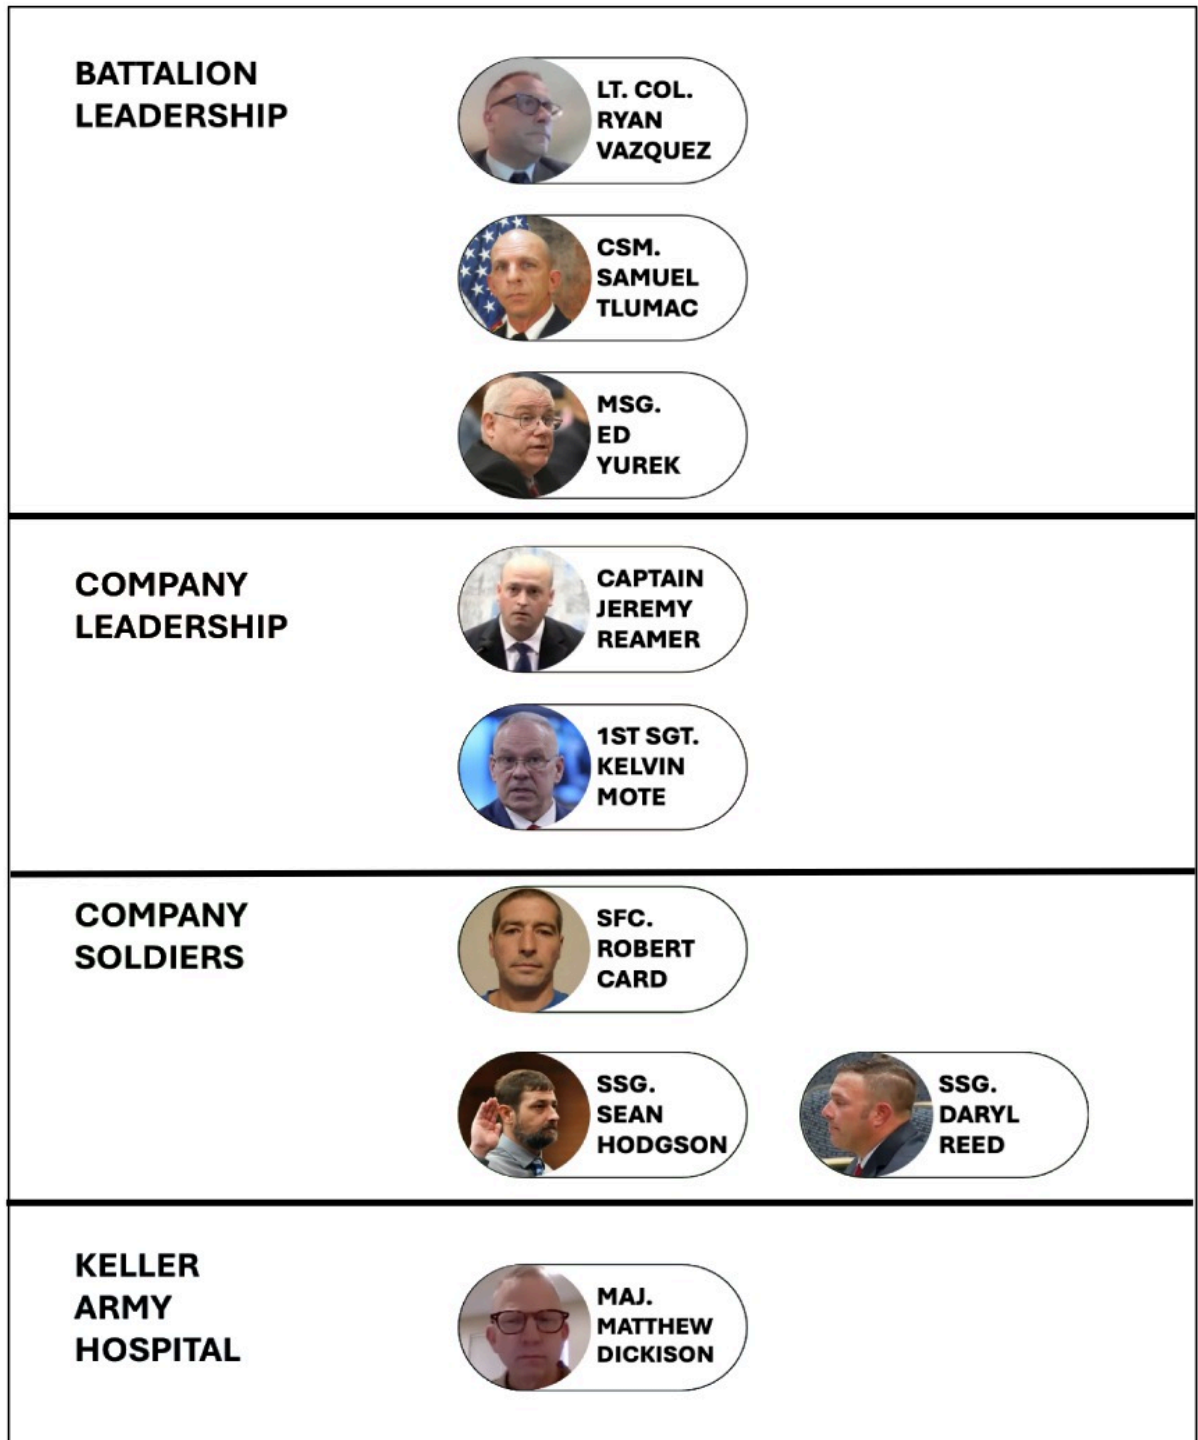 BATTALION
LEADERSHIP
LT. COL.
RYAN
VAZQUEZ
CSM.
SAMUEL
TLUMAC
MSG.
ED
YUREK
COMPANY
LEADERSHIP
CAPTAIN
JEREMY
REAMER
1ST SGT.
KELVIN
MOTE
COMPANY
SOLDIERS
SFC.
ROBERT
CARD
SSG.
SEAN
HODGSON
SSG.
DARYL
REED
KELLER
ARMY
HOSPITAL
MAJ.
MATTHEW
DICKISON